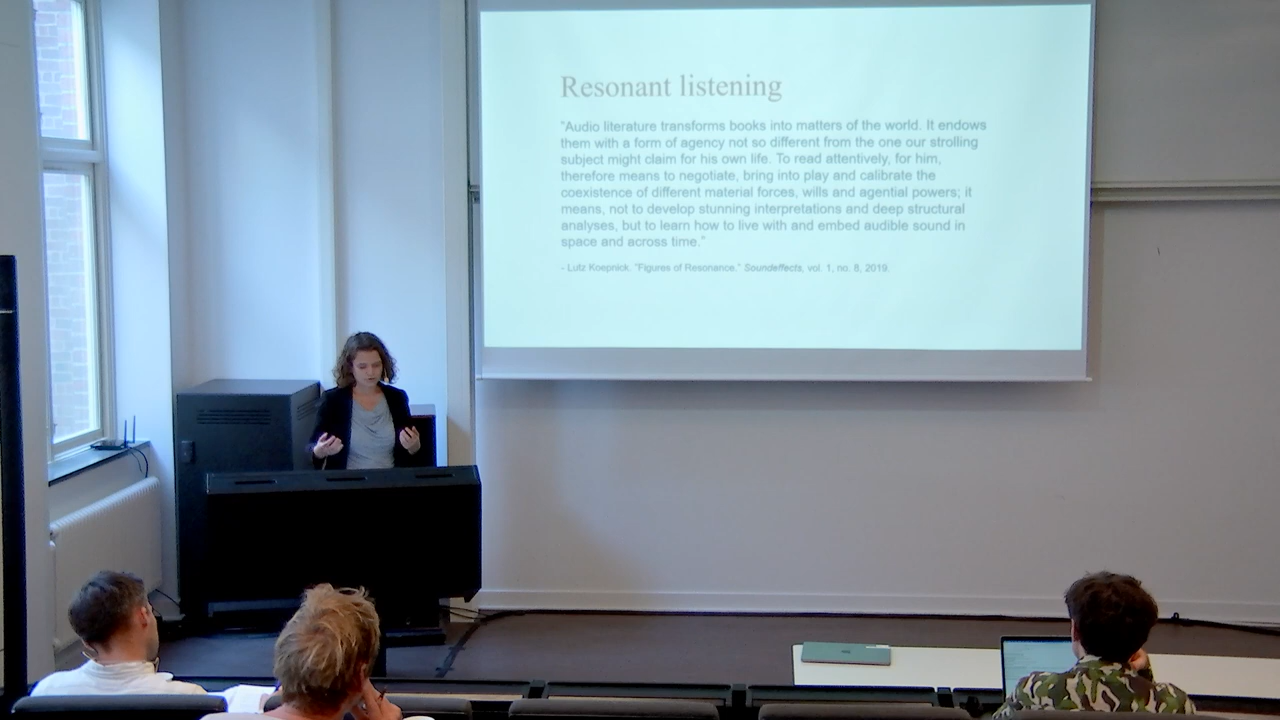 Resonant listening
"Audio literature transforms books into matters of the world. It endows
them with a form of agency not so different from the one our strolling
subject might claim for his own life. To read attentively, for him,
therefore means to negotiate, bring into play and calibrate the
coexistence of different material forces, wills and agential powers; it
means, not to develop stunning interpretations and deep structural
analyses, but to learn how to live with and embed audible sound in
space and across time."
- Lutz Koepnick. "Figures of Resonance." Soundeffects, vol. 1, no. 8, 2019.